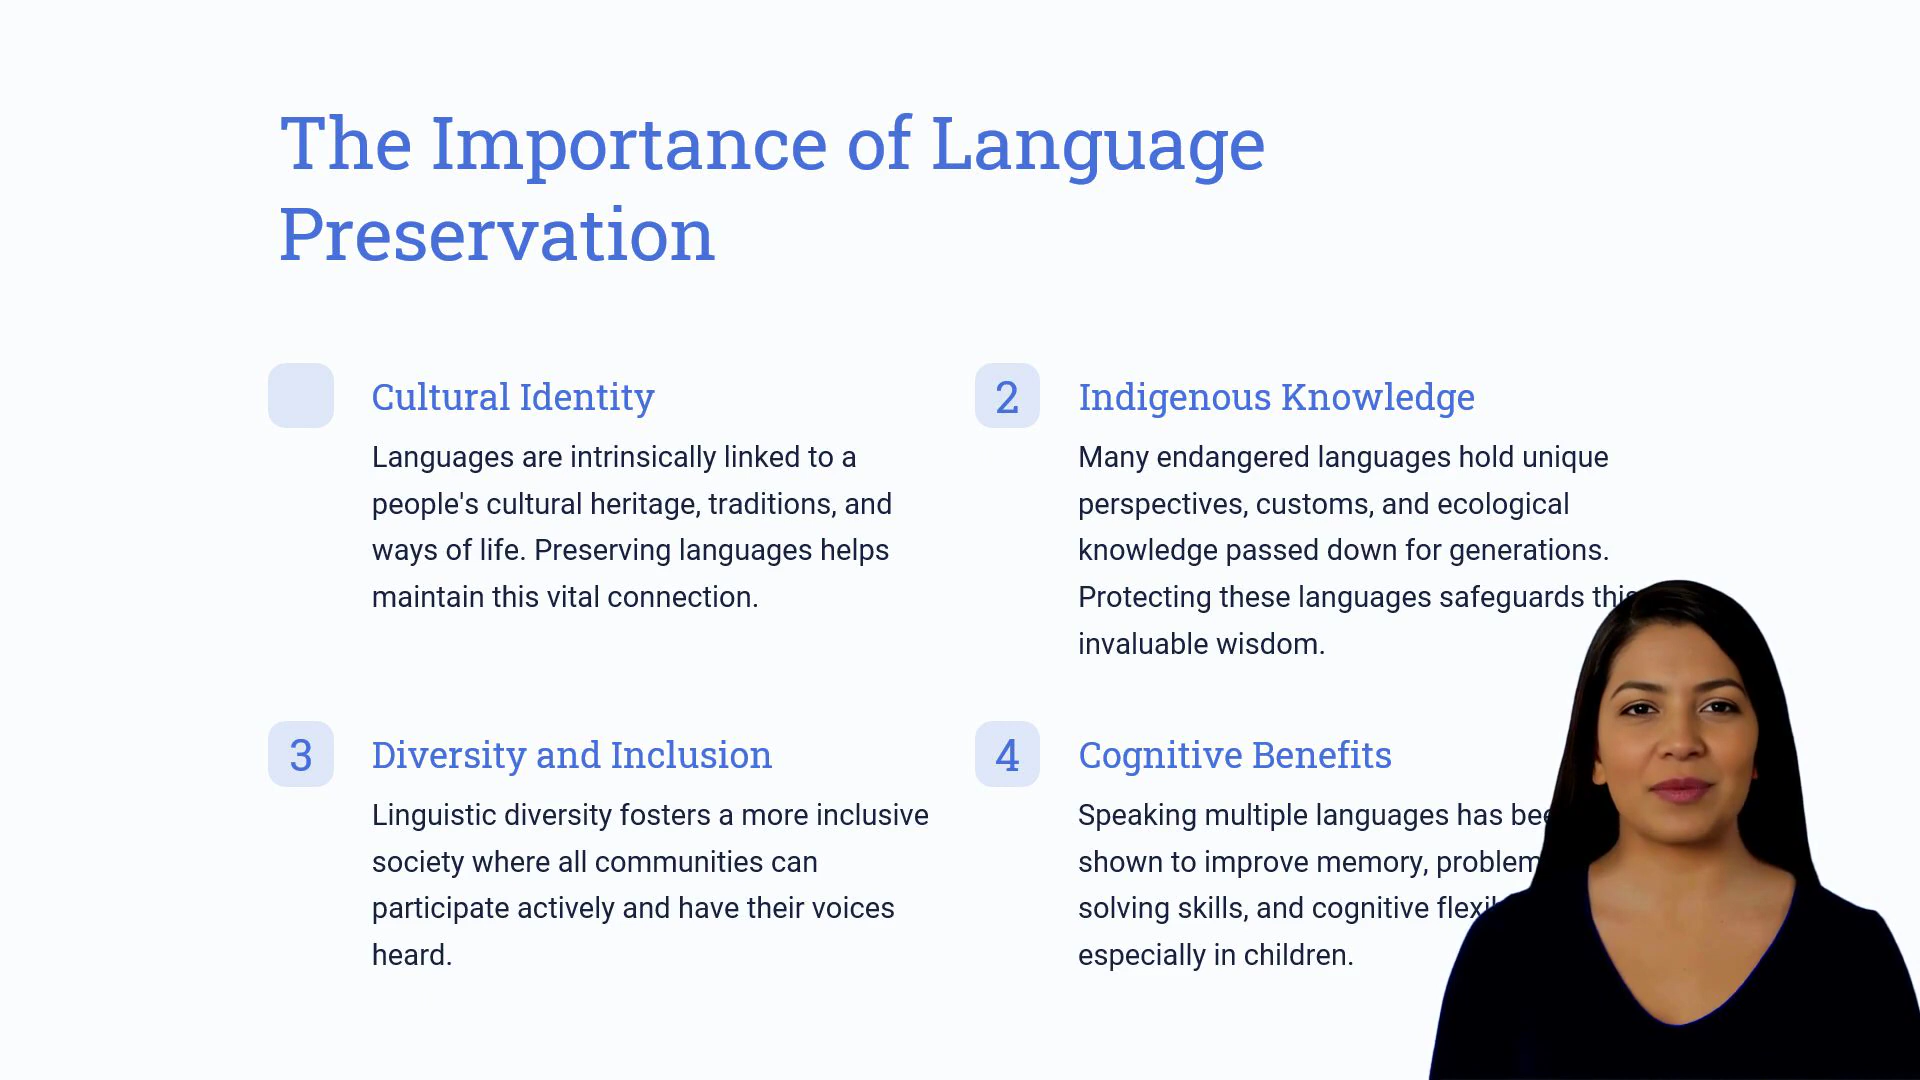 The Importance of Language
Preservation
Cultural Identity
Languages are intrinsically linked to a
people's cultural heritage, traditions, and
ways of life. Preserving languages helps
maintain this vital connection.
2
Indigenous Knowledge
Many endangered languages hold unique
perspectives, customs, and ecological
knowledge passed down for generations.
Protecting these languages safeguards this
invaluable wisdom.
3
Diversity and Inclusion
Linguistic diversity fosters a more inclusive
society where all communities can
participate actively and have their voices
heard.
4
Cognitive Benefits
Speaking multiple languages has been
shown to improve memory, problem
solving skills, and cognitive
especially in children.